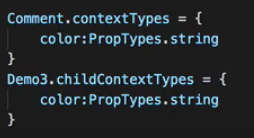 Comment.contextTypes = {
    color:PropTypes.string
}
Demo3.childContextTypes = {
    color:PropTypes.string
}